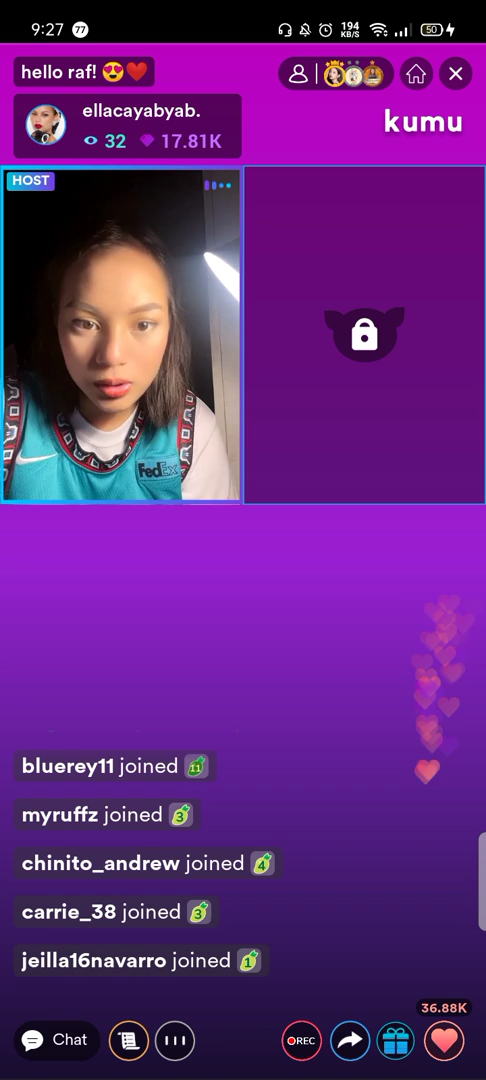 9:27 77 194 KB/S 50
hello raf! 😍❤️
ellacayabyab.
32 17.81K
kumu
HOST
FedEx
bluerey11 joined 11
myruffz joined 3
chinito_andrew joined 4
carrie_38 joined 3
jeilla16navarro joined 1
36.88K
Chat REC